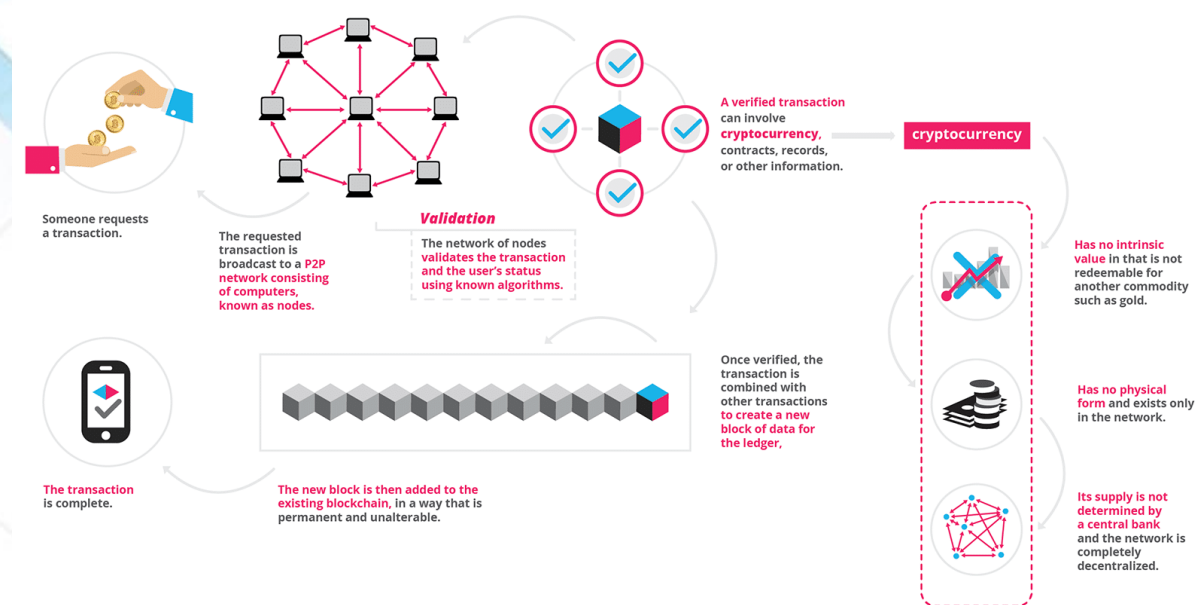 Someone requests
a transaction.
The requested
transaction is
broadcast to a P2P
network consisting
of computers,
known as nodes.
Validation
The network of nodes
validates the transaction
and the user's status
using known algorithms.
A verified transaction
can involve
cryptocurrency,
contracts, records,
or other information.
cryptocurrency
Has no intrinsic
value in that is not
redeemable for
another commodity
such as gold.
Has no physical
form and exists only
in the network.
Its supply is not
determined by
a central bank
and the network is
completely
decentralized.
Once verified, the
transaction is
combined with
other transactions
to create a new
block of data for
the ledger,
The new block is then added to the
existing blockchain, in a way that is
permanent and unalterable.
The transaction
is complete.